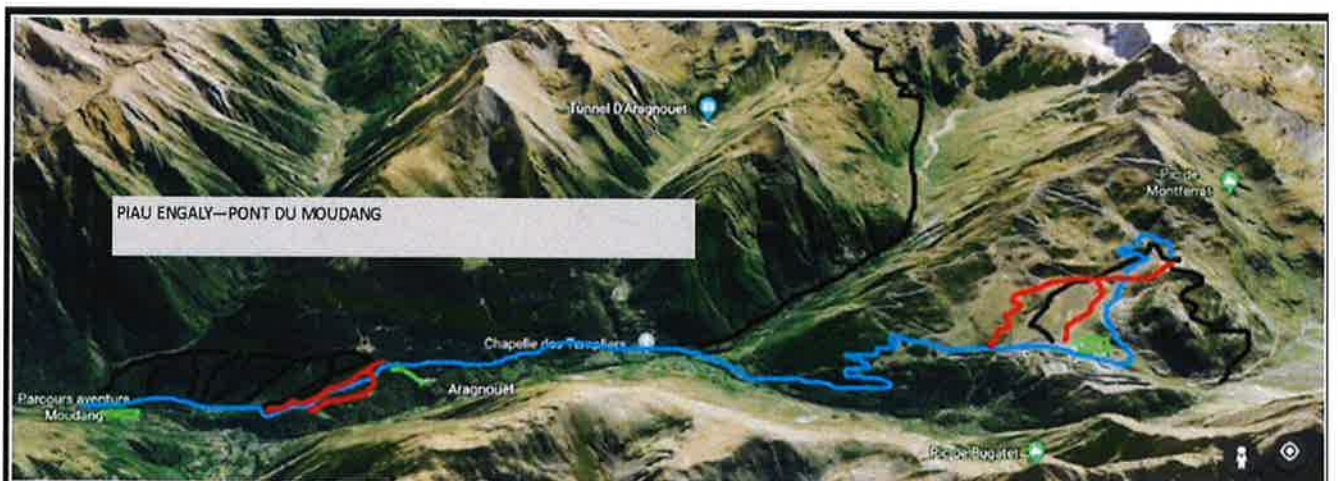 Tunnel D'Aragnouet
Pic de
Montferrat
PIAU ENGALY—PONT DU MOUDANG
Chapelle des Templiers
Aragnouet
Parcours aventure
Moudang
Pic de Bugatet